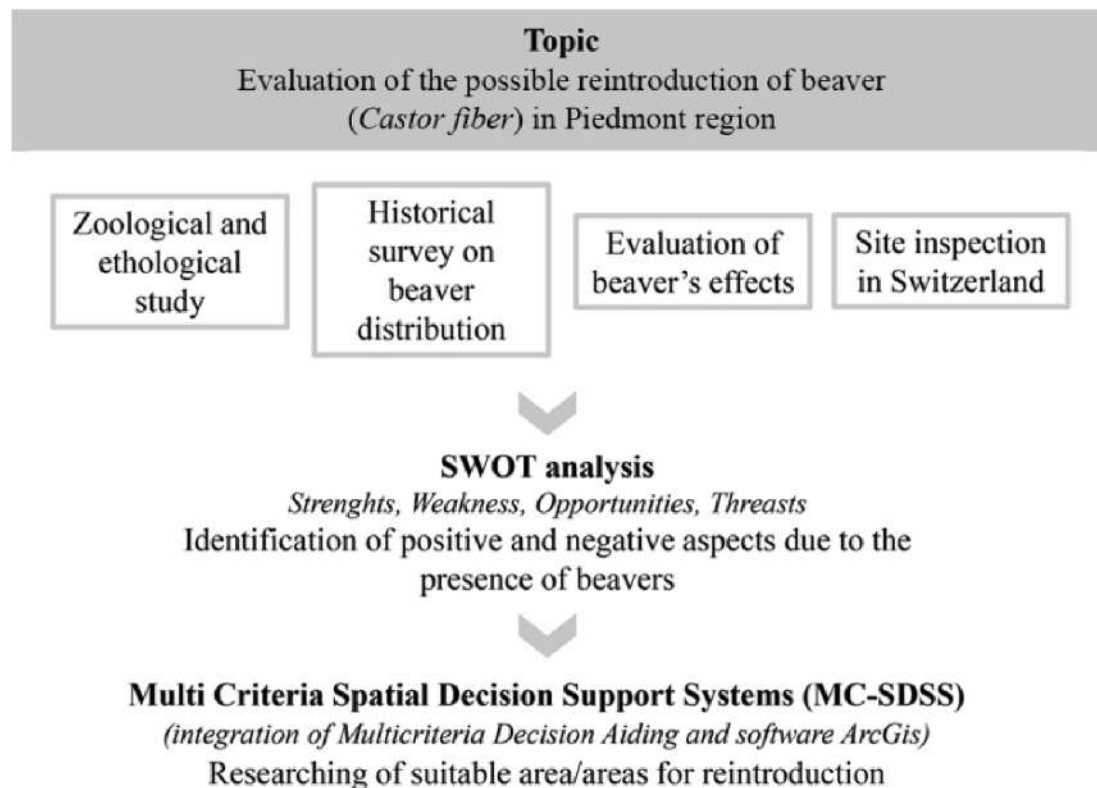 Topic
Evaluation of the possible reintroduction of beaver
(Castor fiber) in Piedmont region
Zoological and
ethological
study
Historical
survey on
beaver
distribution
Evaluation of
beaver's effects
Site inspection
in Switzerland
SWOT analysis
Strenghts, Weakness, Opportunities, Threasts
Identification of positive and negative aspects due to the
presence of beavers
Multi Criteria Spatial Decision Support Systems (MC-SDSS)
(integration of Multicriteria Decision Aiding and software ArcGis)
Researching of suitable area/areas for reintroduction